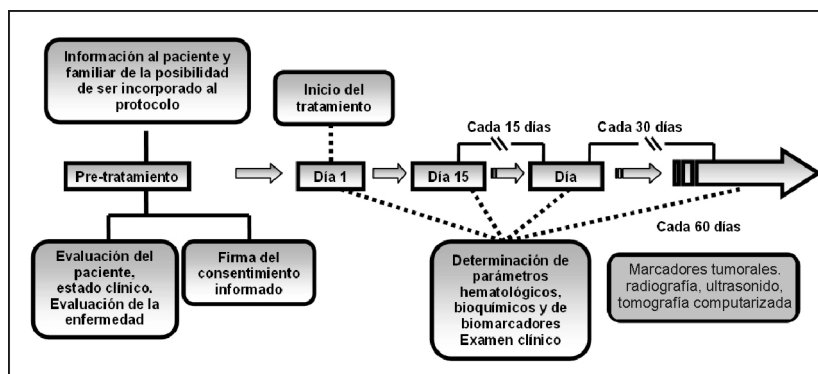 Información al paciente y
familiar de la posibilidad
de ser incorporado al
protocolo
Inicio del
tratamiento
Cada 15 días
Cada 30 días
Pre-tratamiento
Día 1
Día 15
Día
Cada 60 días
Evaluación del
paciente,
estado clínico.
Evaluación de la
enfermedad
Firma del
consentimiento
informado
Determinación de
parámetros
hematológicos,
bioquímicos y de
biomarcadores
Examen clínico
Marcadores tumorales.
radiografía, ultrasonido,
tomografía computarizada